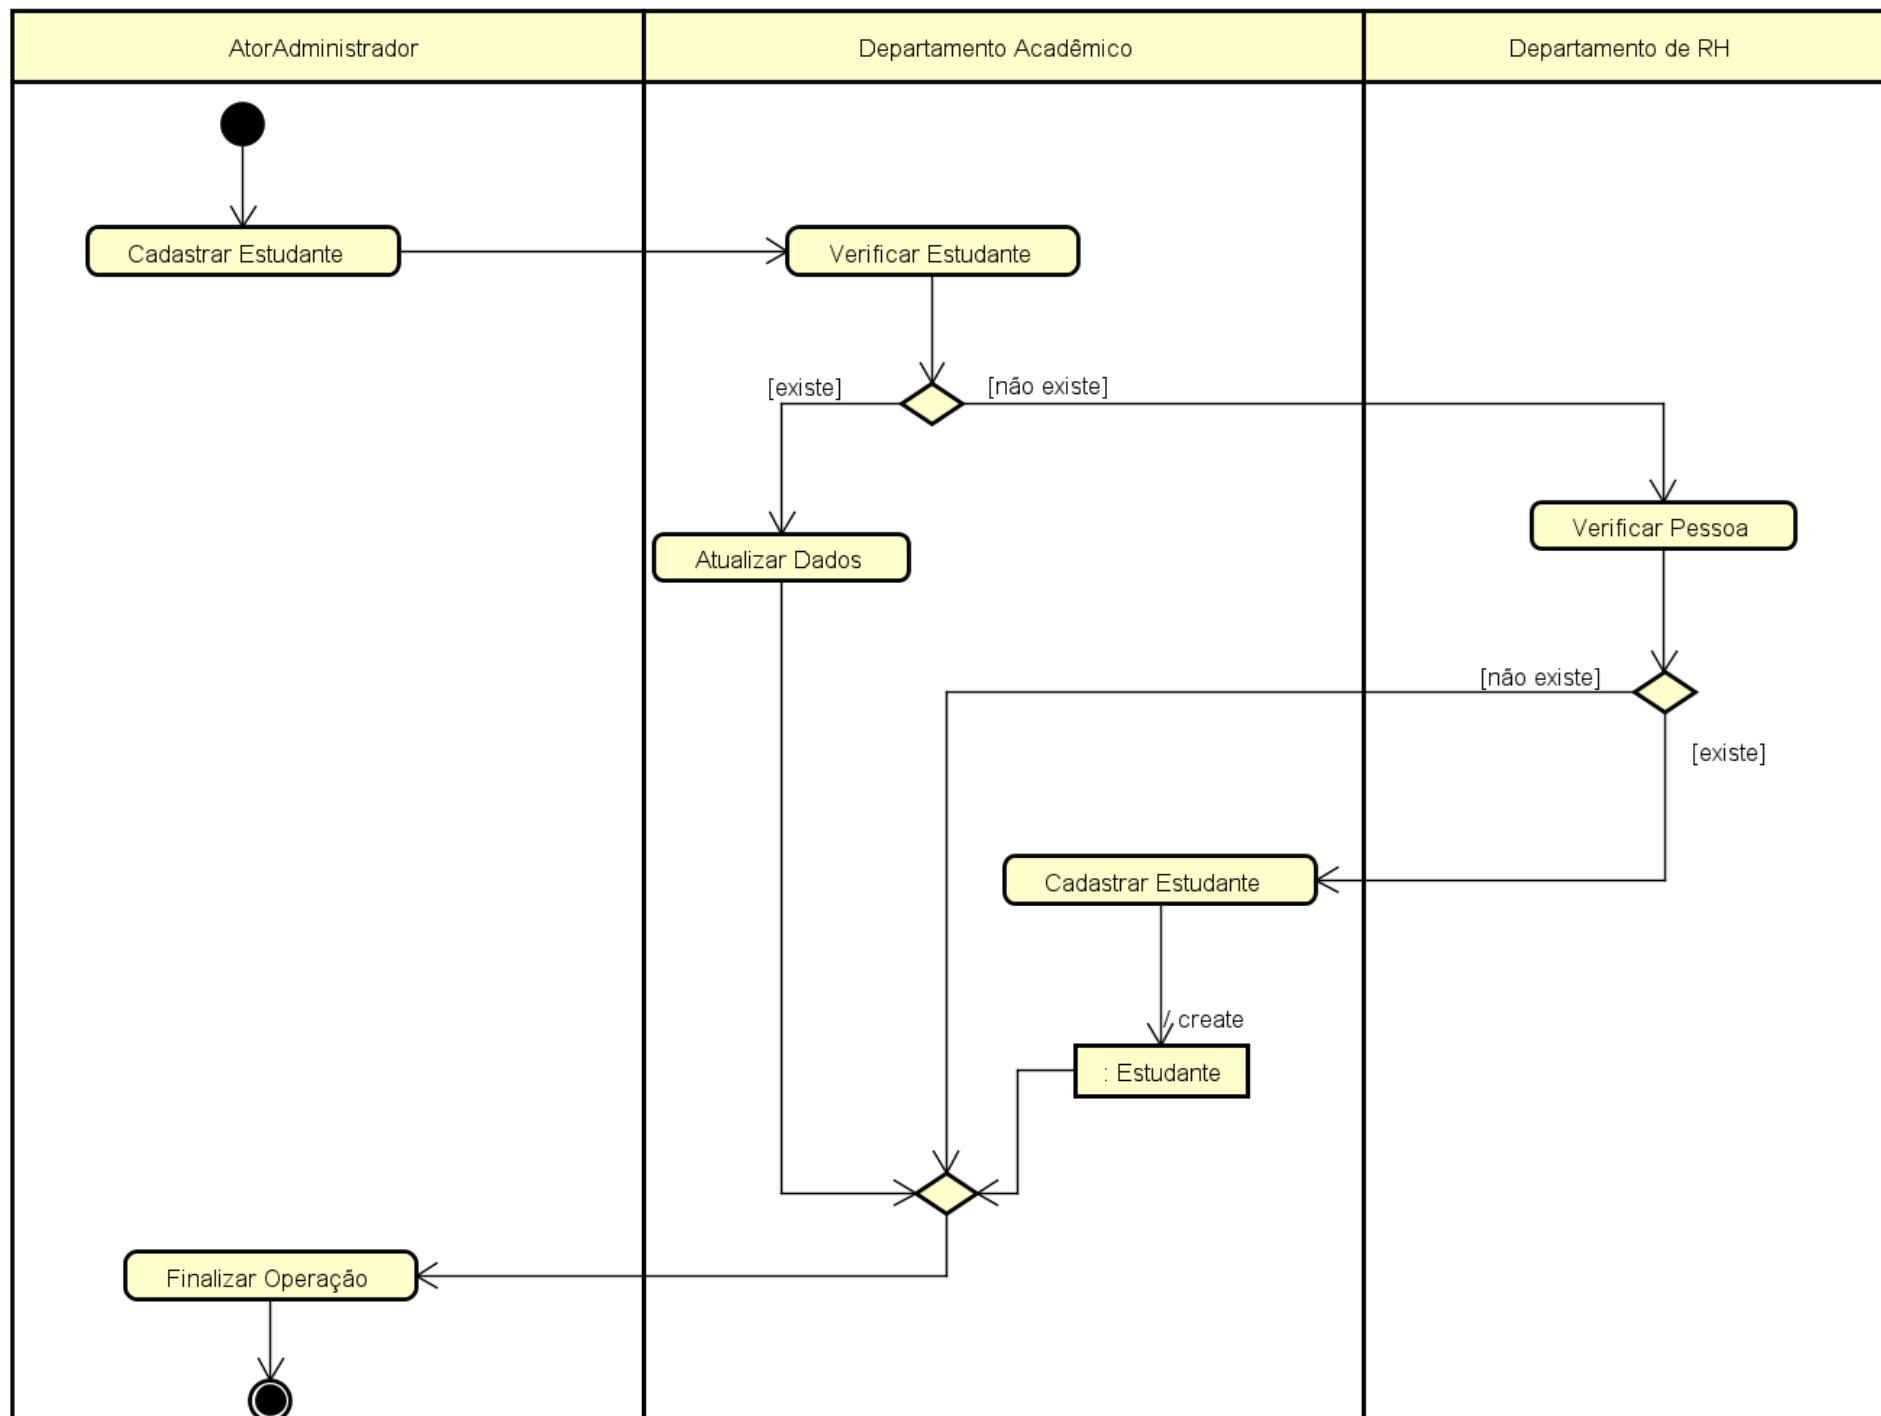 AtorAdministrador
Departamento Acadêmico
Departamento de RH
Cadastrar Estudante
Verificar Estudante
[existe]
[não existe]
Verificar Pessoa
Atualizar Dados
[não existe]
[existe]
Cadastrar Estudante
/ create
: Estudante
Finalizar Operação